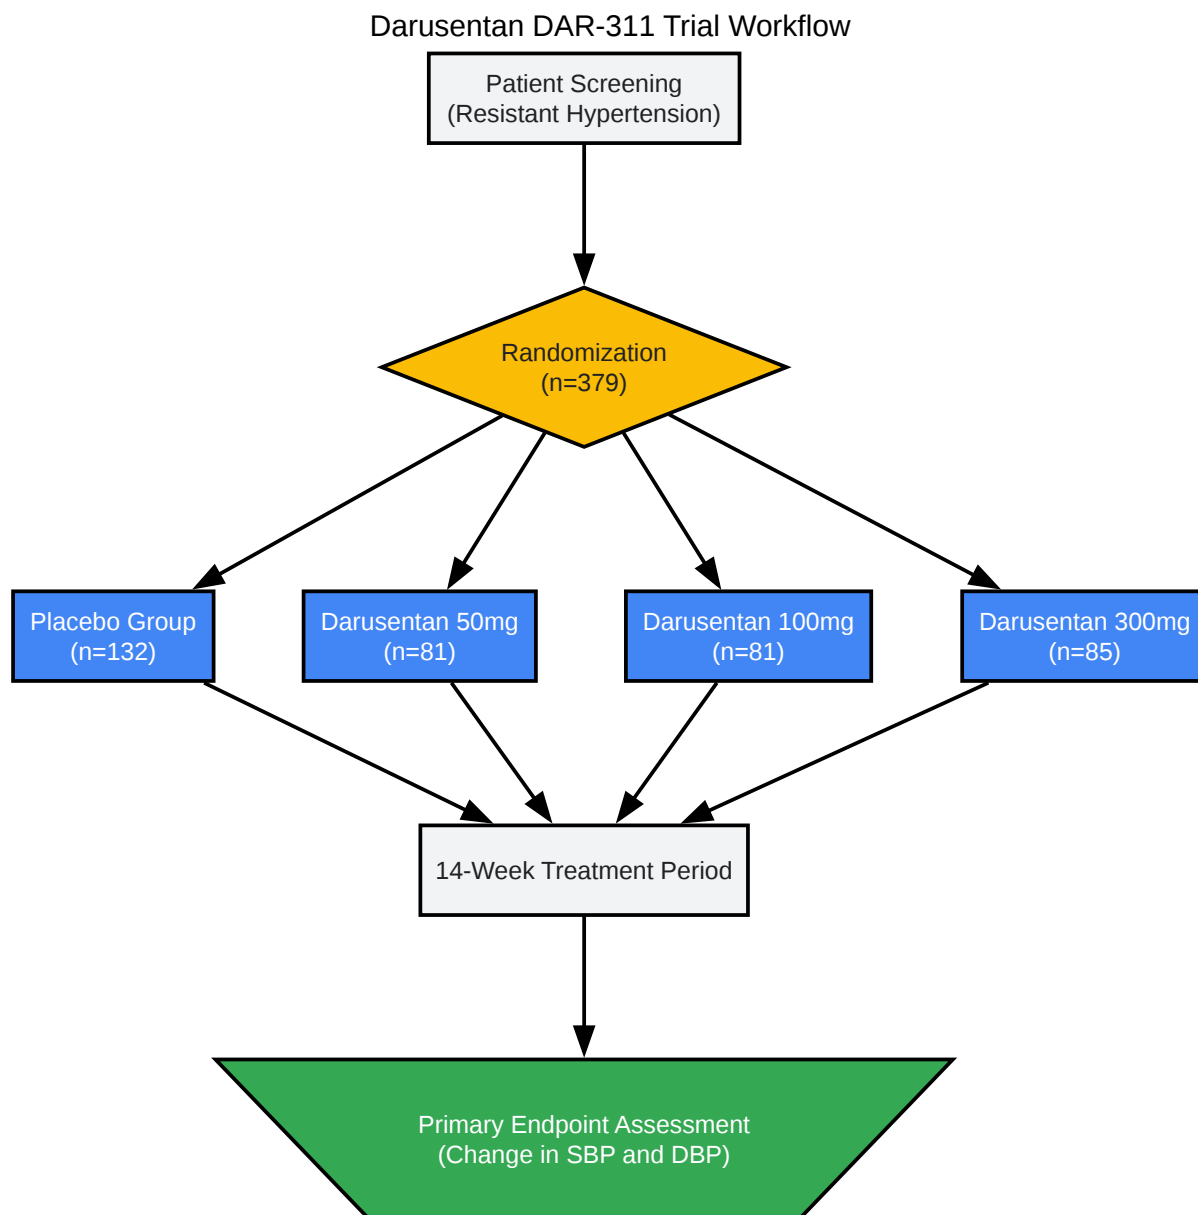 Darusentan DAR-311 Trial Workflow
Patient Screening
(Resistant Hypertension)
Randomization
(n=379)
Placebo Group
(n=132)
Darusentan 50mg
(n=81)
Darusentan 100mg
(n=81)
Darusentan 300mg
(n=85)
14-Week Treatment Period
Primary Endpoint Assessment
(Change in SBP and DBP)